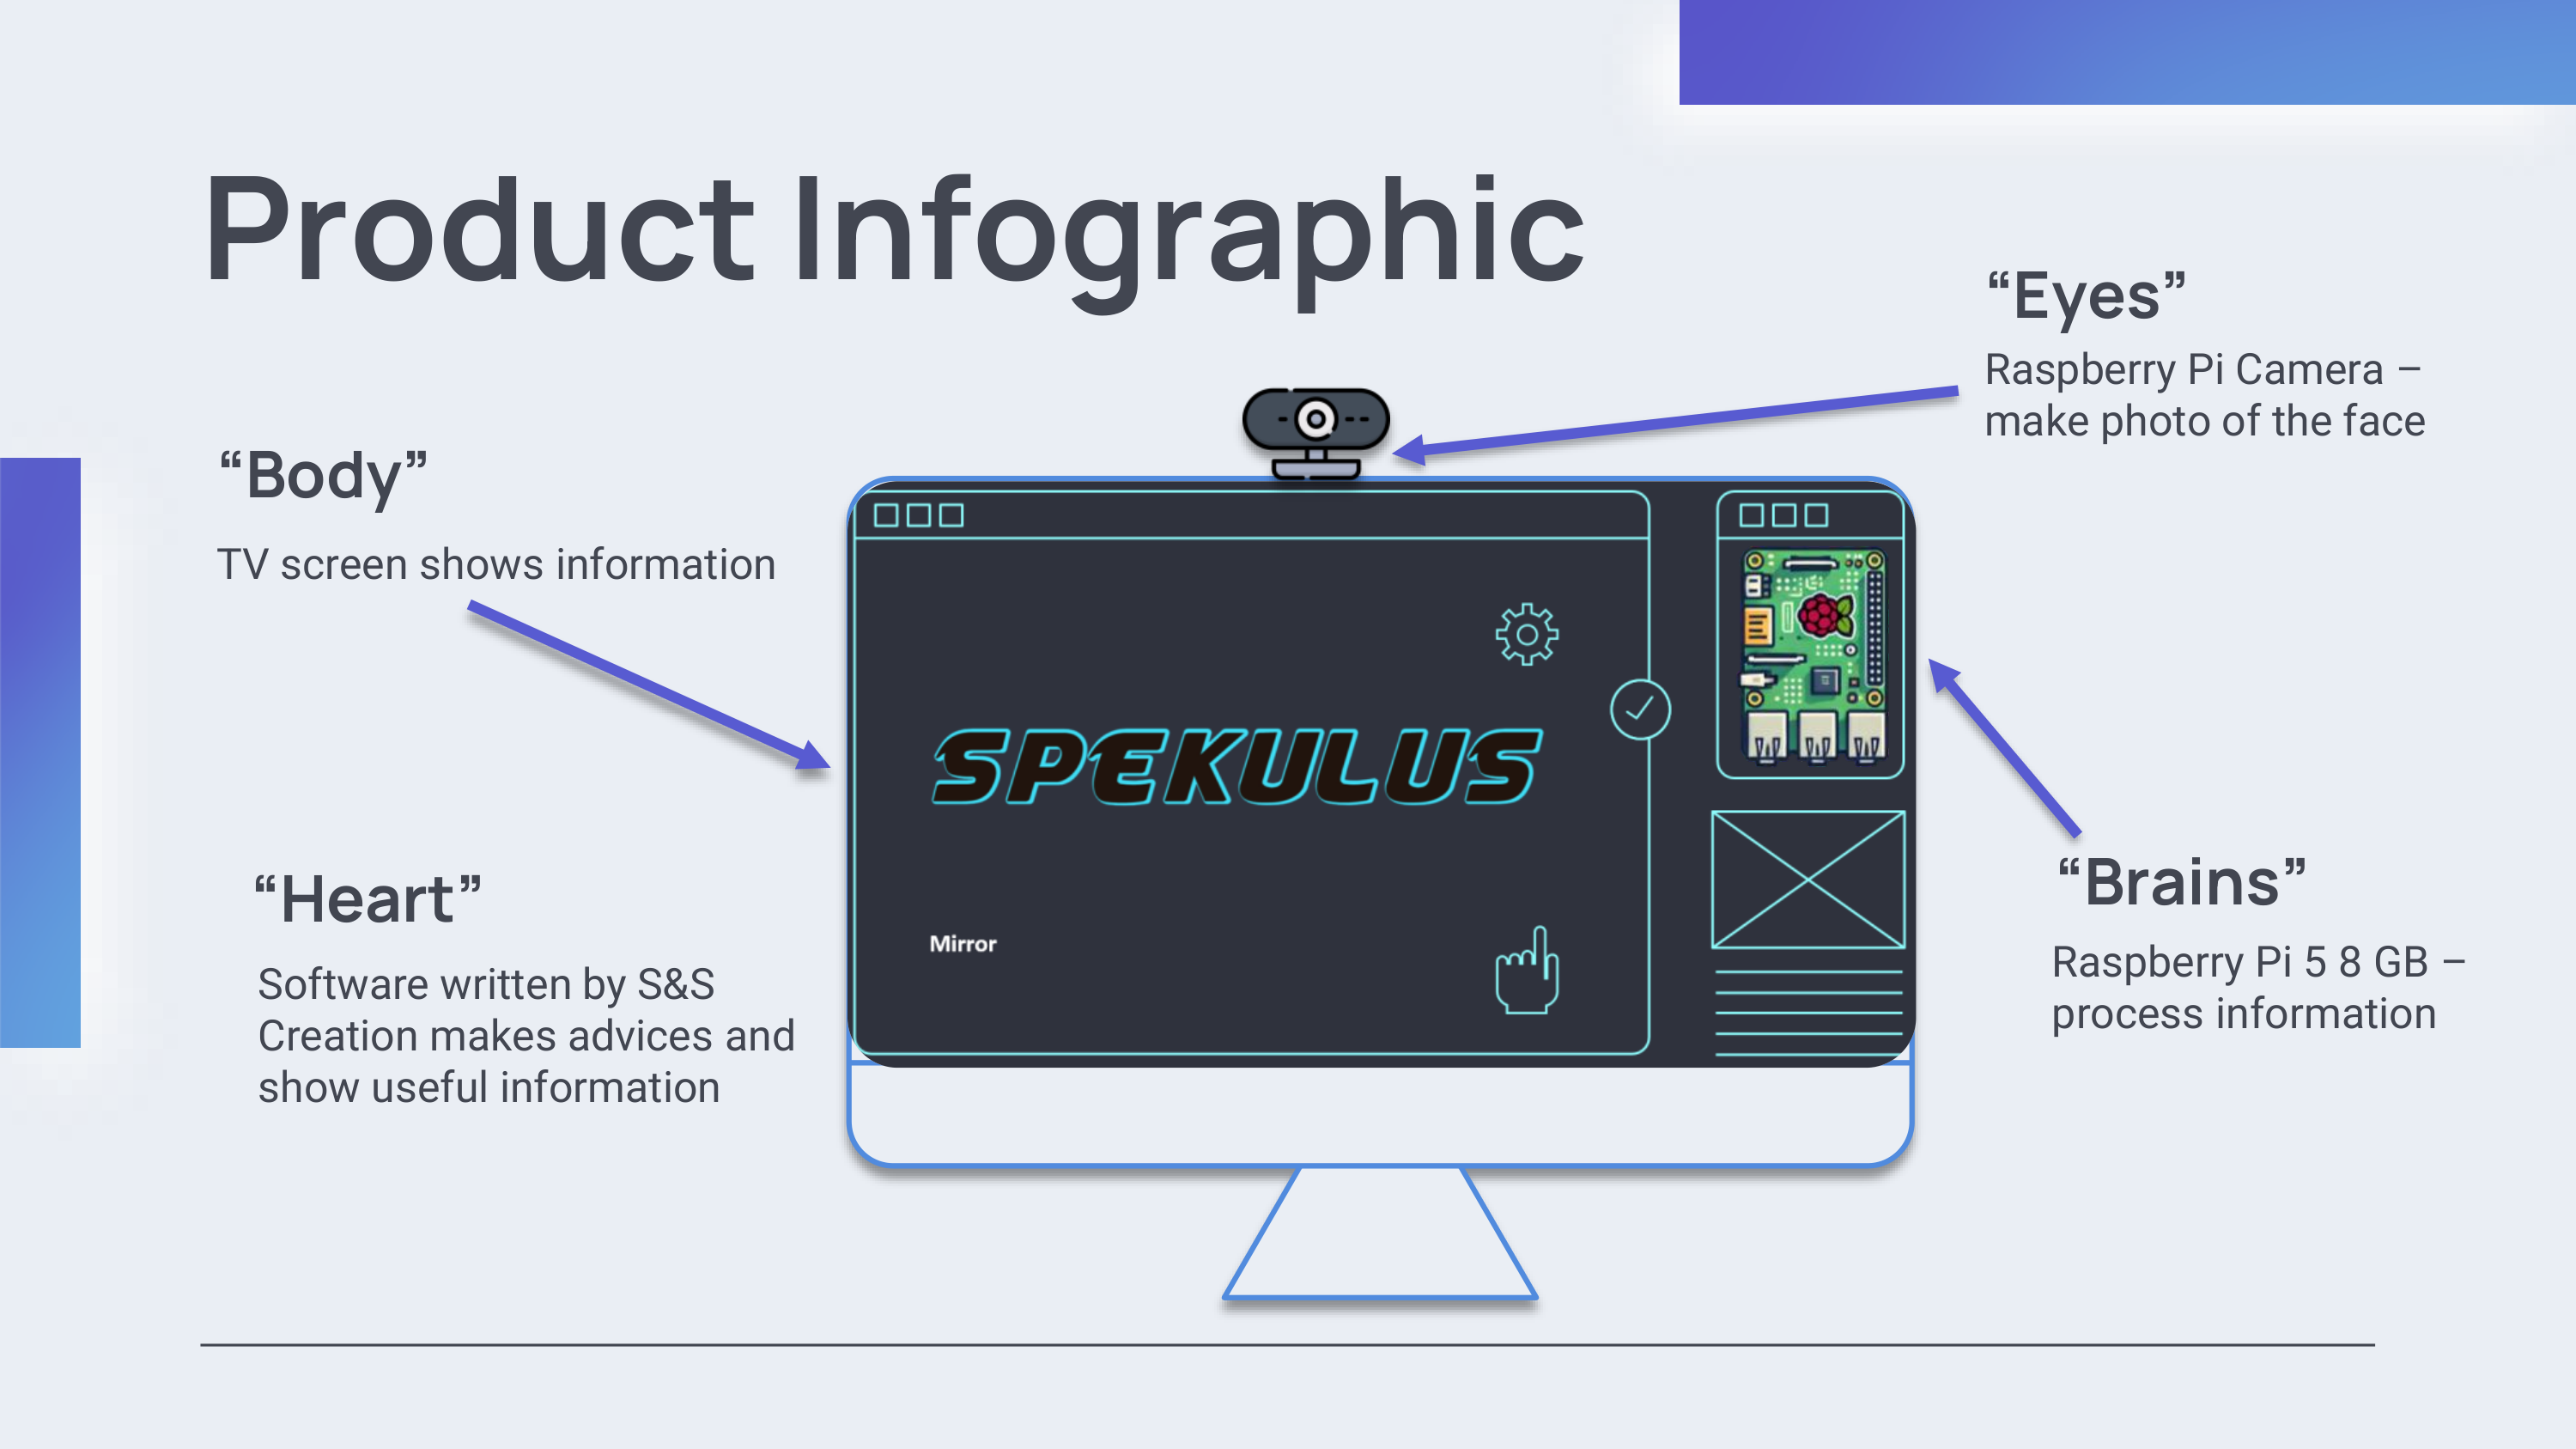 Product Infographic
“Eyes”
Raspberry Pi Camera –
make photo of the face
“Body”
TV screen shows information
SPEKULUS
Mirror
“Heart”
Software written by S&S
Creation makes advices and
show useful information
“Brains”
Raspberry Pi 5 8 GB –
process information